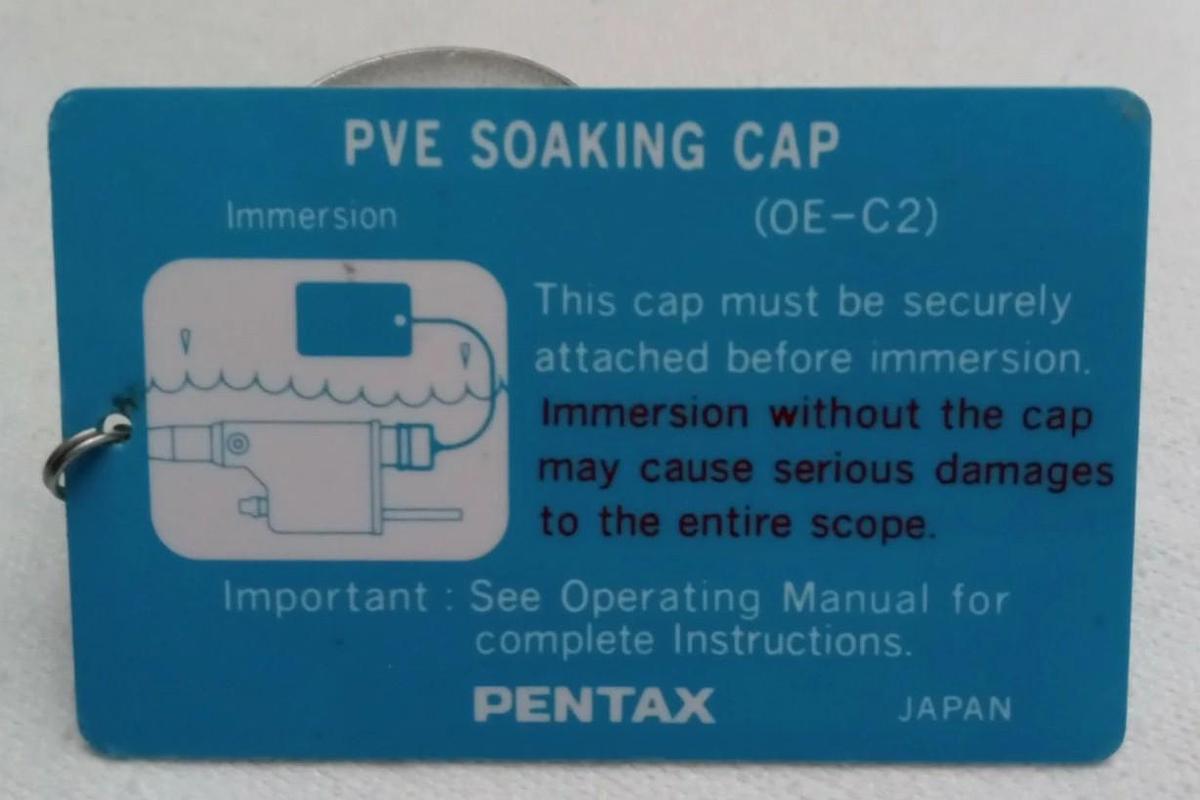 PVE SOAKING CAP
Immersion
(OE-C2)
This cap must be securely
attached before immersion.
Immersion without the cap
may cause serious damages
to the entire scope.
Important : See Operating Manual for
complete Instructions.
PENTAX
JAPAN